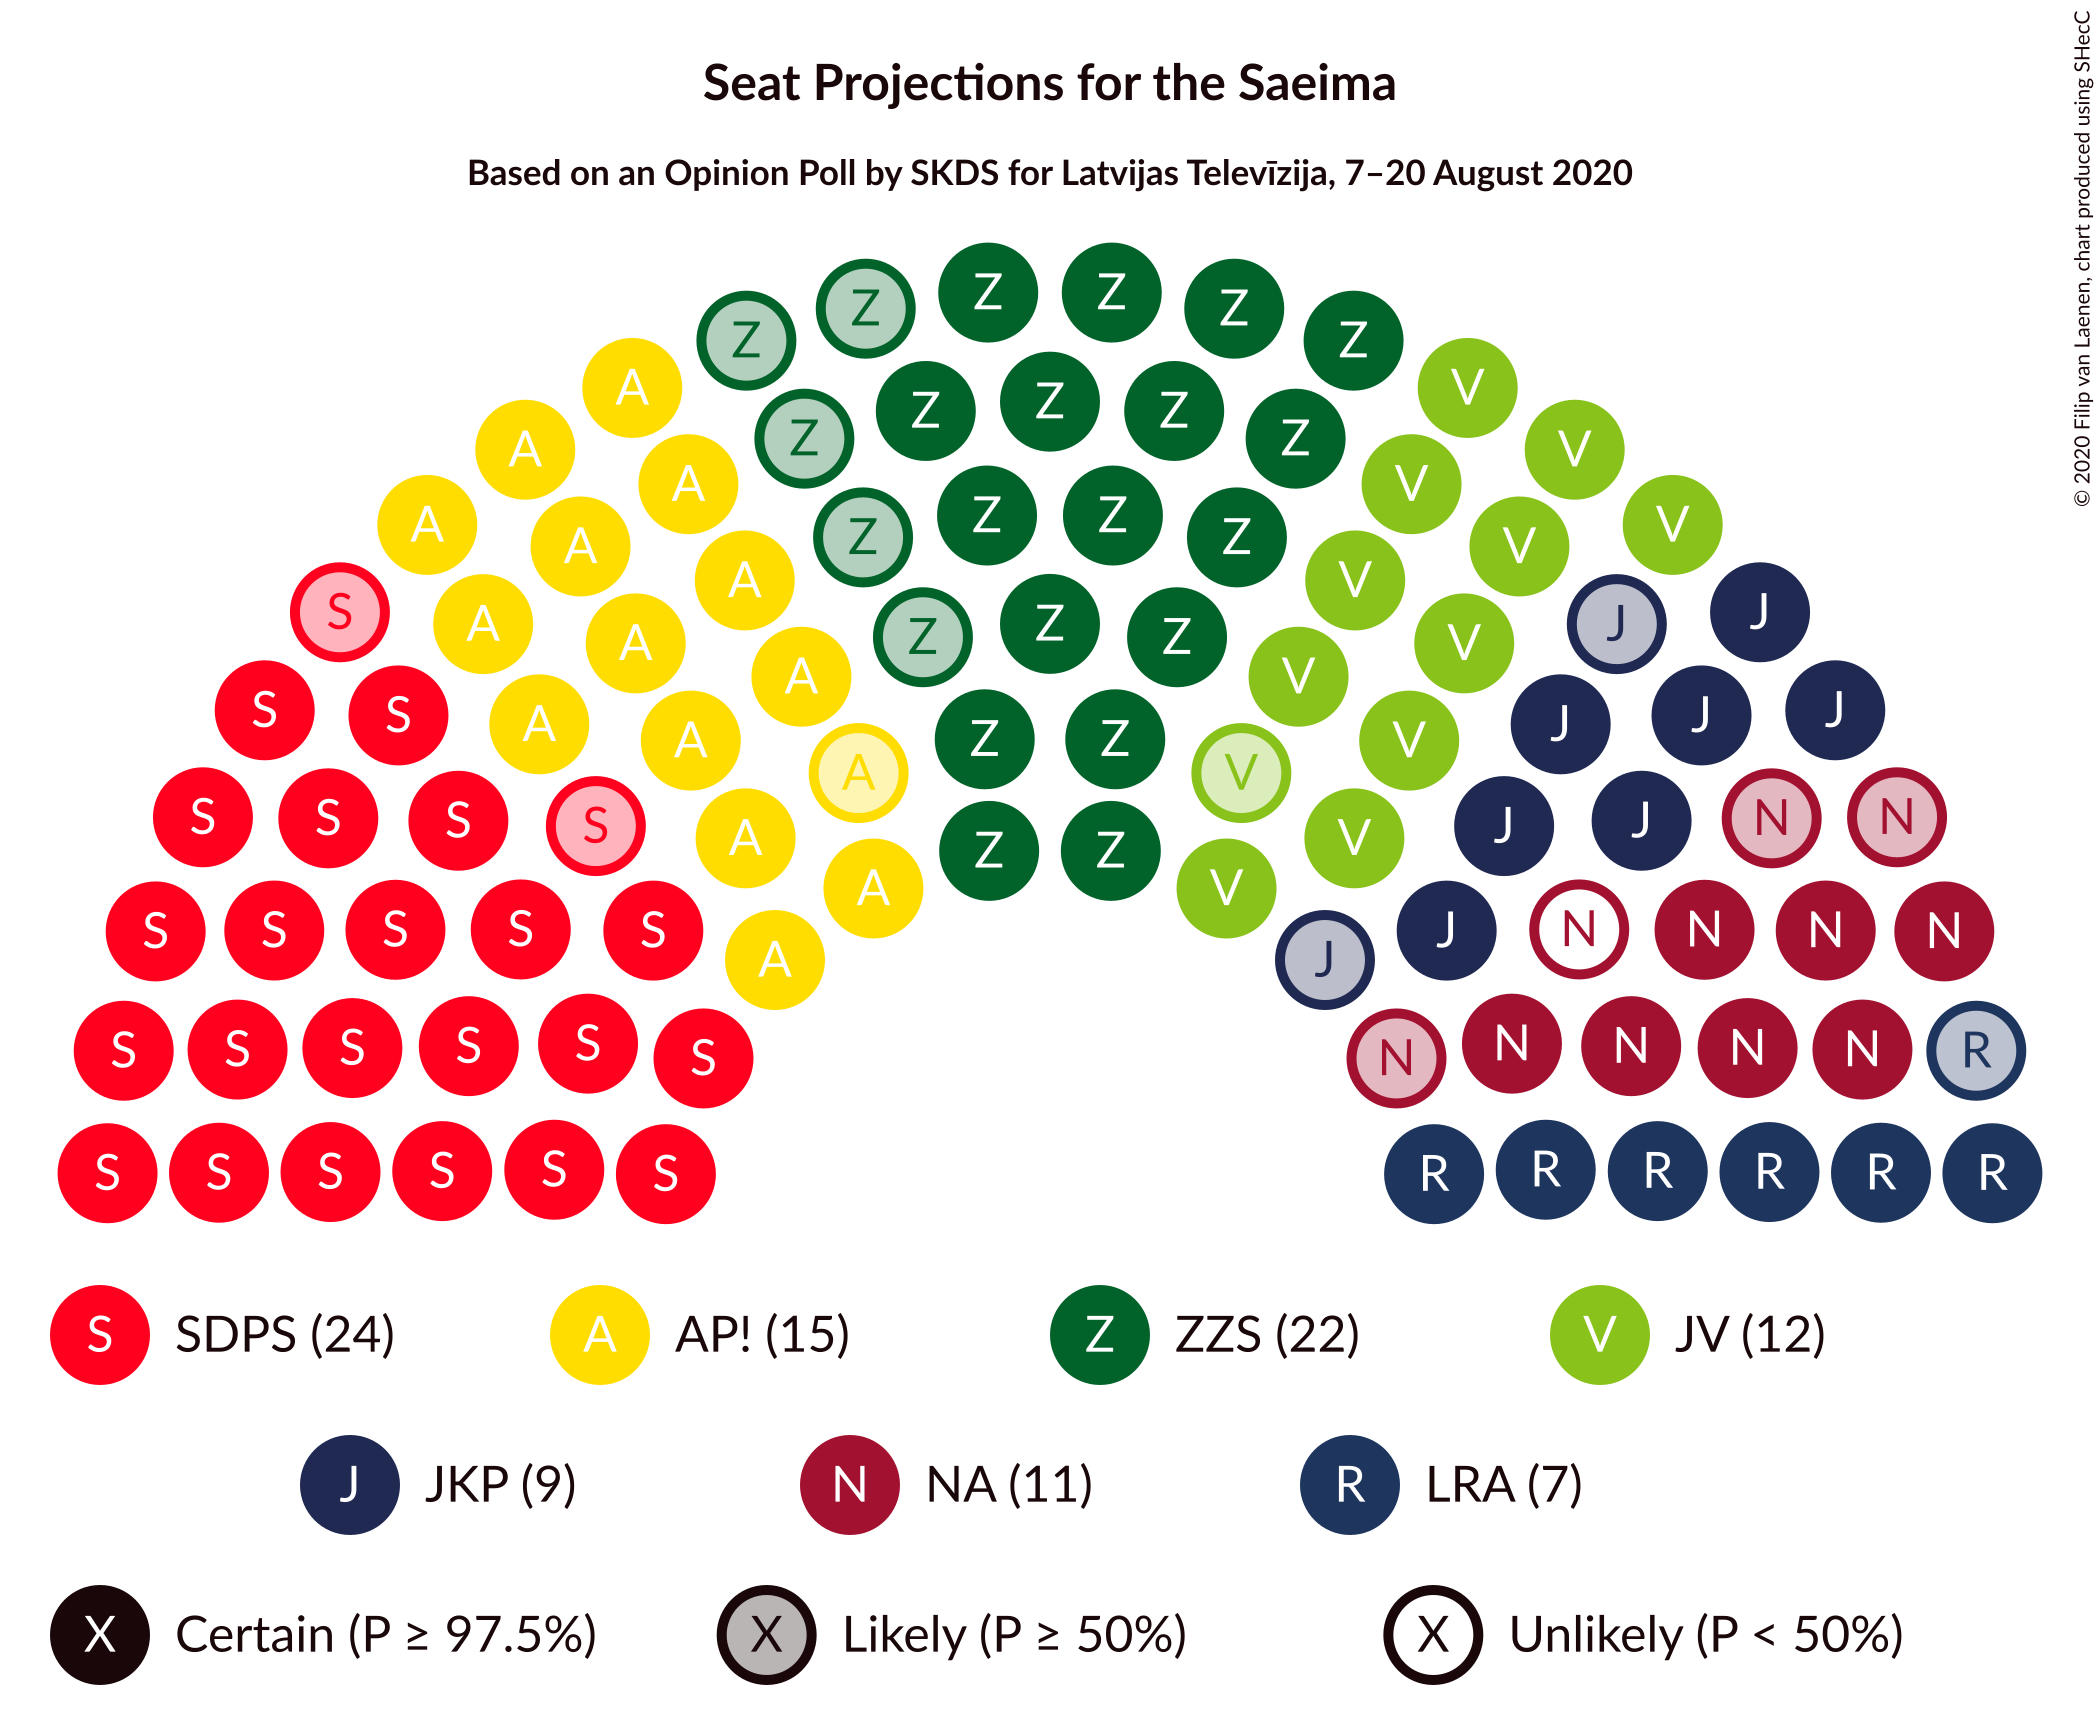 Seat Projections for the Saeima
Based on an Opinion Poll by SKDS for Latvijas Televīzija, 7–20 August 2020
© 2020 Filip van Laenen, chart produced using SHecC
Z Z Z Z
Z Z
A Z Z Z Z Z V
A A Z Z Z Z V V
A A A Z Z Z V V V
S A A A Z Z V V J J
S S A A A Z Z V V J J J
S S S S A A Z Z V V J J N N
S S S S S A J J N N N N
S S S S S S N N N N N R
S S S S S S R R R R R R
S SDPS (24) A AP! (15) Z ZZS (22) V JV (12)
J JKP (9) N NA (11) R LRA (7)
X Certain (P ≥ 97.5%) X Likely (P ≥ 50%) X Unlikely (P < 50%)